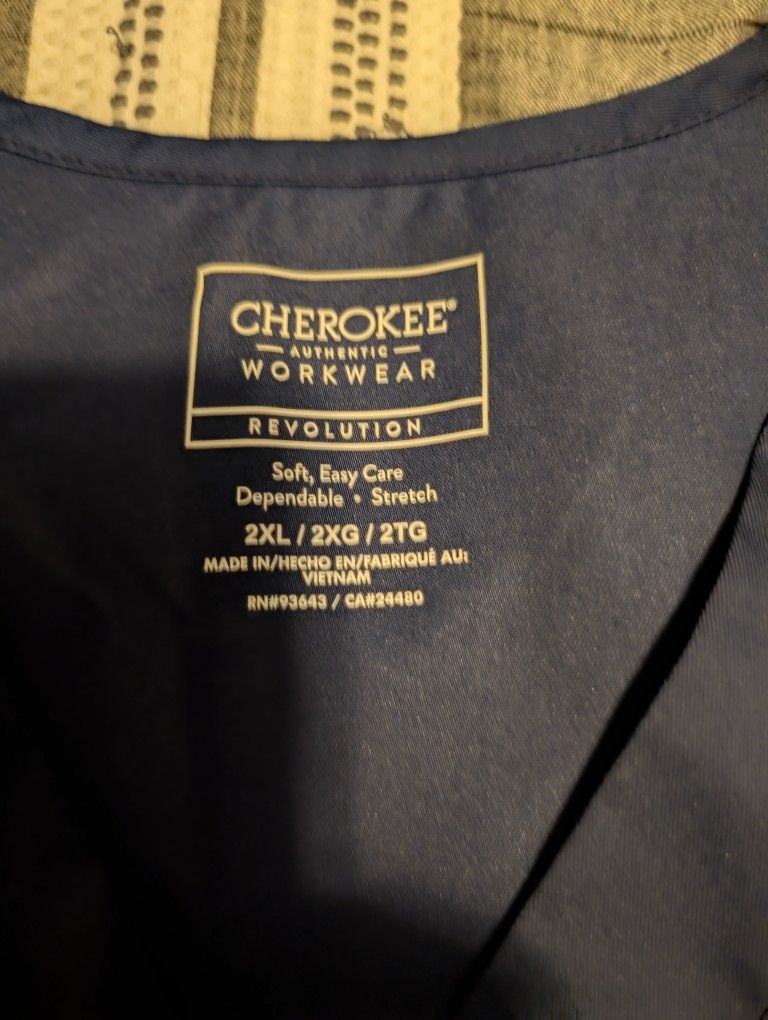 CHEROKEE®
AUTHENTIC
WORKWEAR
REVOLUTION
Soft, Easy Care
Dependable • Stretch
2XL / 2XG / 2TG
MADE IN/HECHO EN/FABRIQUÉ AU:
VIETNAM
RN#93643 / CA#24480